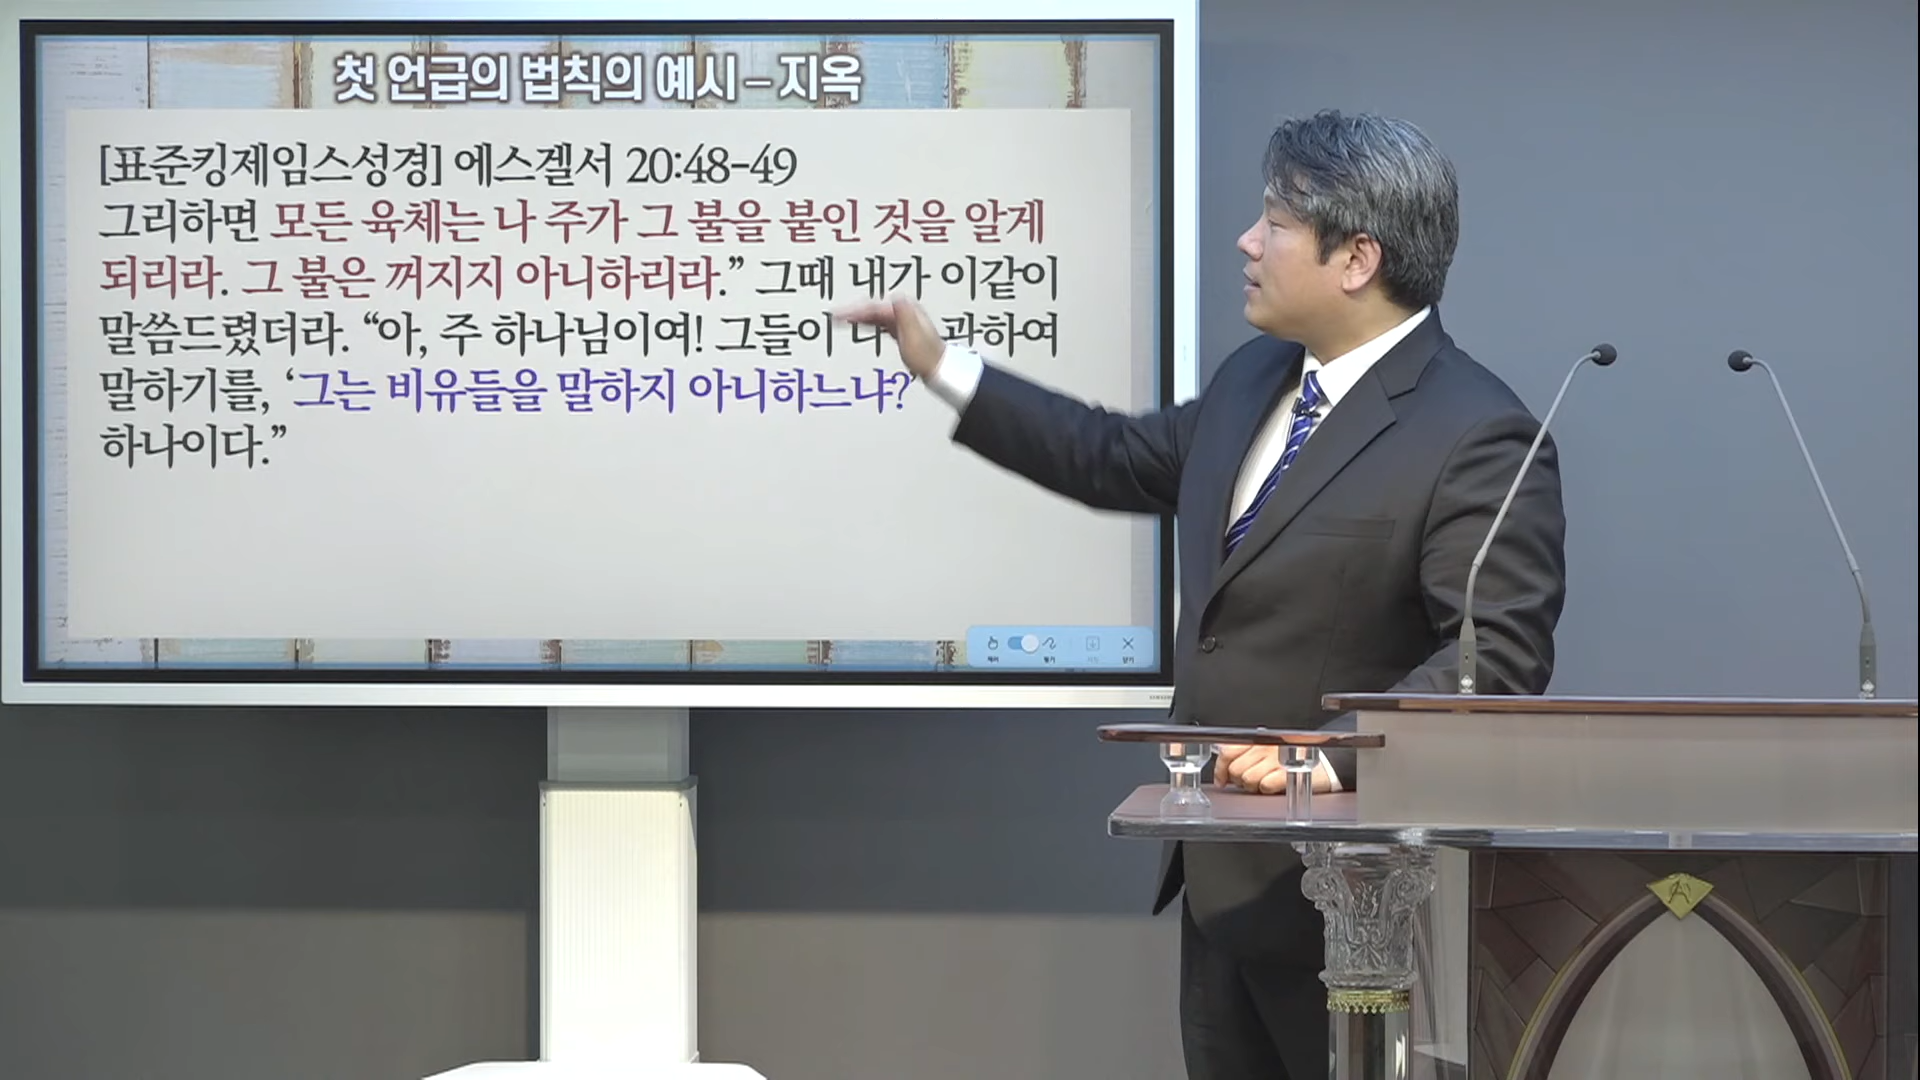 첫 언급의 법칙의 예시 – 지옥
[표준킹제임스성경] 에스겔서 20:48-49
그리하면 모든 육체는 나 주가 그 불을 붙인 것을 알게
되리라. 그 불은 꺼지지 아니하리라.” 그때 내가 이같이
말씀드렸더라. “아, 주 하나님이여! 그들이 관하여
말하기를, ‘그는 비유들을 말하지 아니하느냐?’
하나이다.”
SAMSUNG